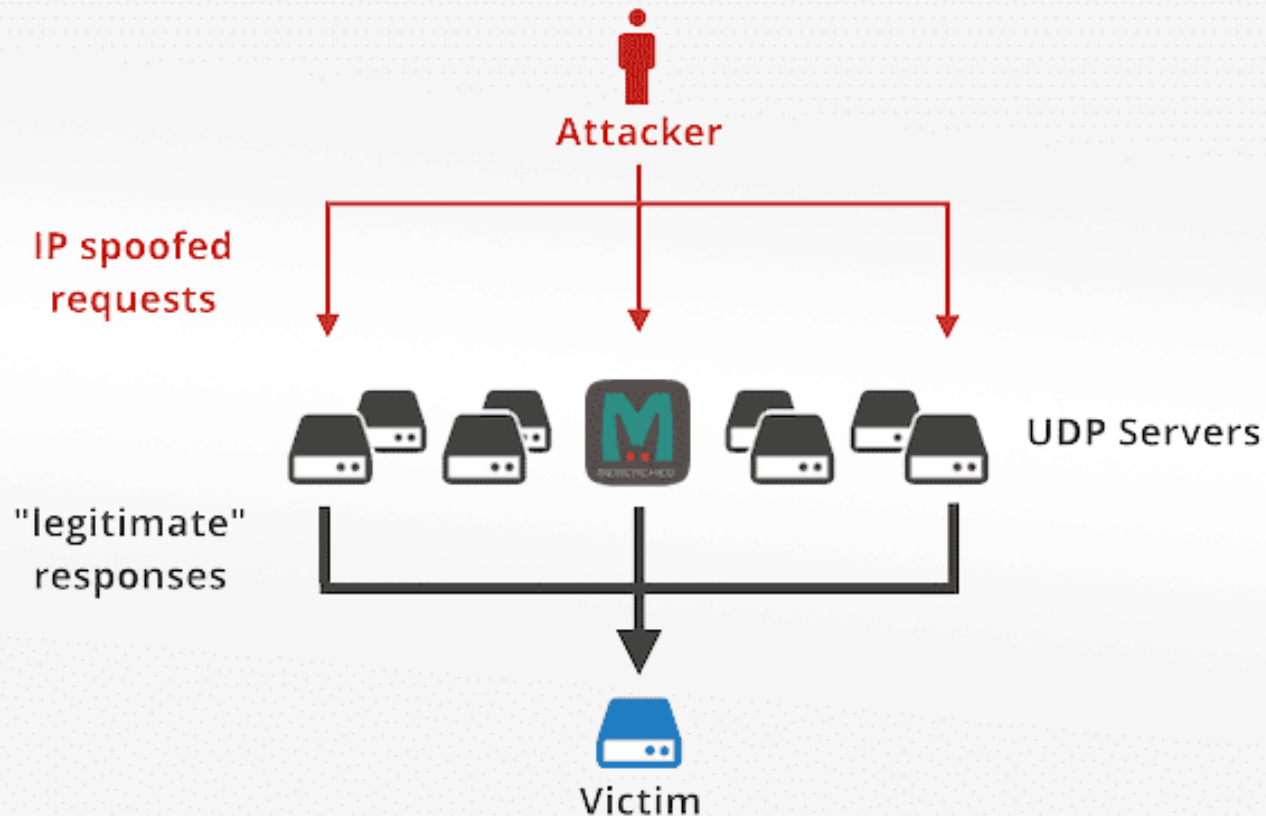 Attacker
IP spoofed
requests
UDP Servers
"legitimate"
responses
Victim